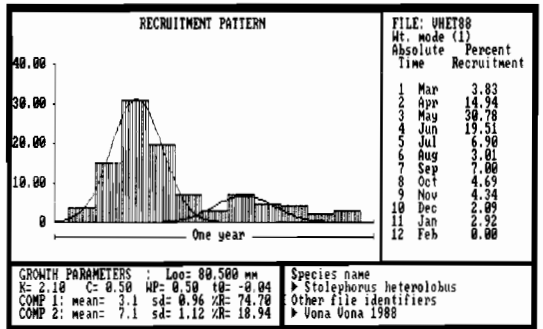 RECRUITMENT PATTERN
40.00
30.00
20.00
10.00
0
One year
FILE: VHET88
Wt. mode (1)
Absolute Percent
Time Recruitment
1 Mar 3.83
2 Apr 14.94
3 May 30.78
4 Jun 19.51
5 Jul 6.90
6 Aug 3.01
7 Sep 7.00
8 Oct 4.69
9 Nov 4.34
10 Dec 2.09
11 Jan 2.92
12 Feb 0.00
GROWTH PARAMETERS : Loo= 80.500 mm
K= 2.10 C= 0.50 WP= 0.50 t0= -0.04
COMP 1: mean= 3.1 sd= 0.96 %R= 74.70
COMP 2: mean= 7.1 sd= 1.12 %R= 18.94
Species name
Stolephorus heterolobus
Other file identifiers
Vona Vona 1988